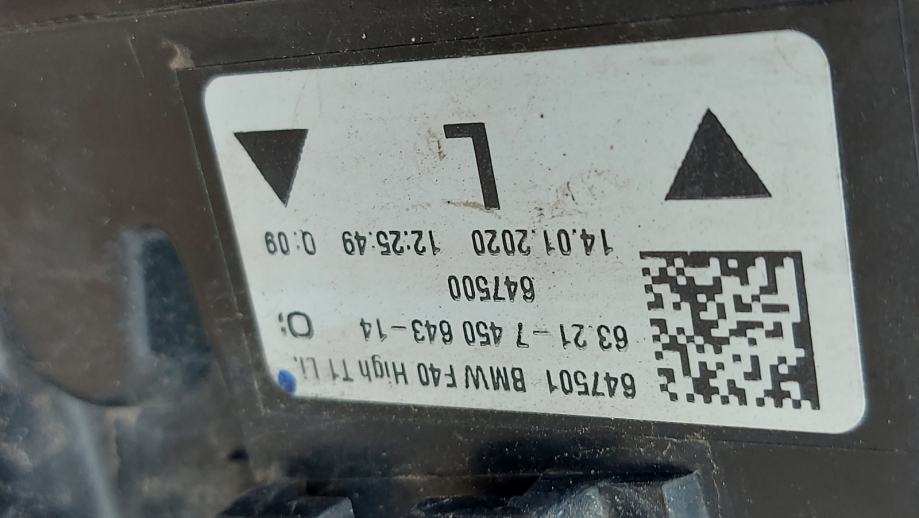 647501 BMW F40 High T1 Li.
63.21-7 450 643-14
647500
14.01.2020 12:25:49 Q:09
L